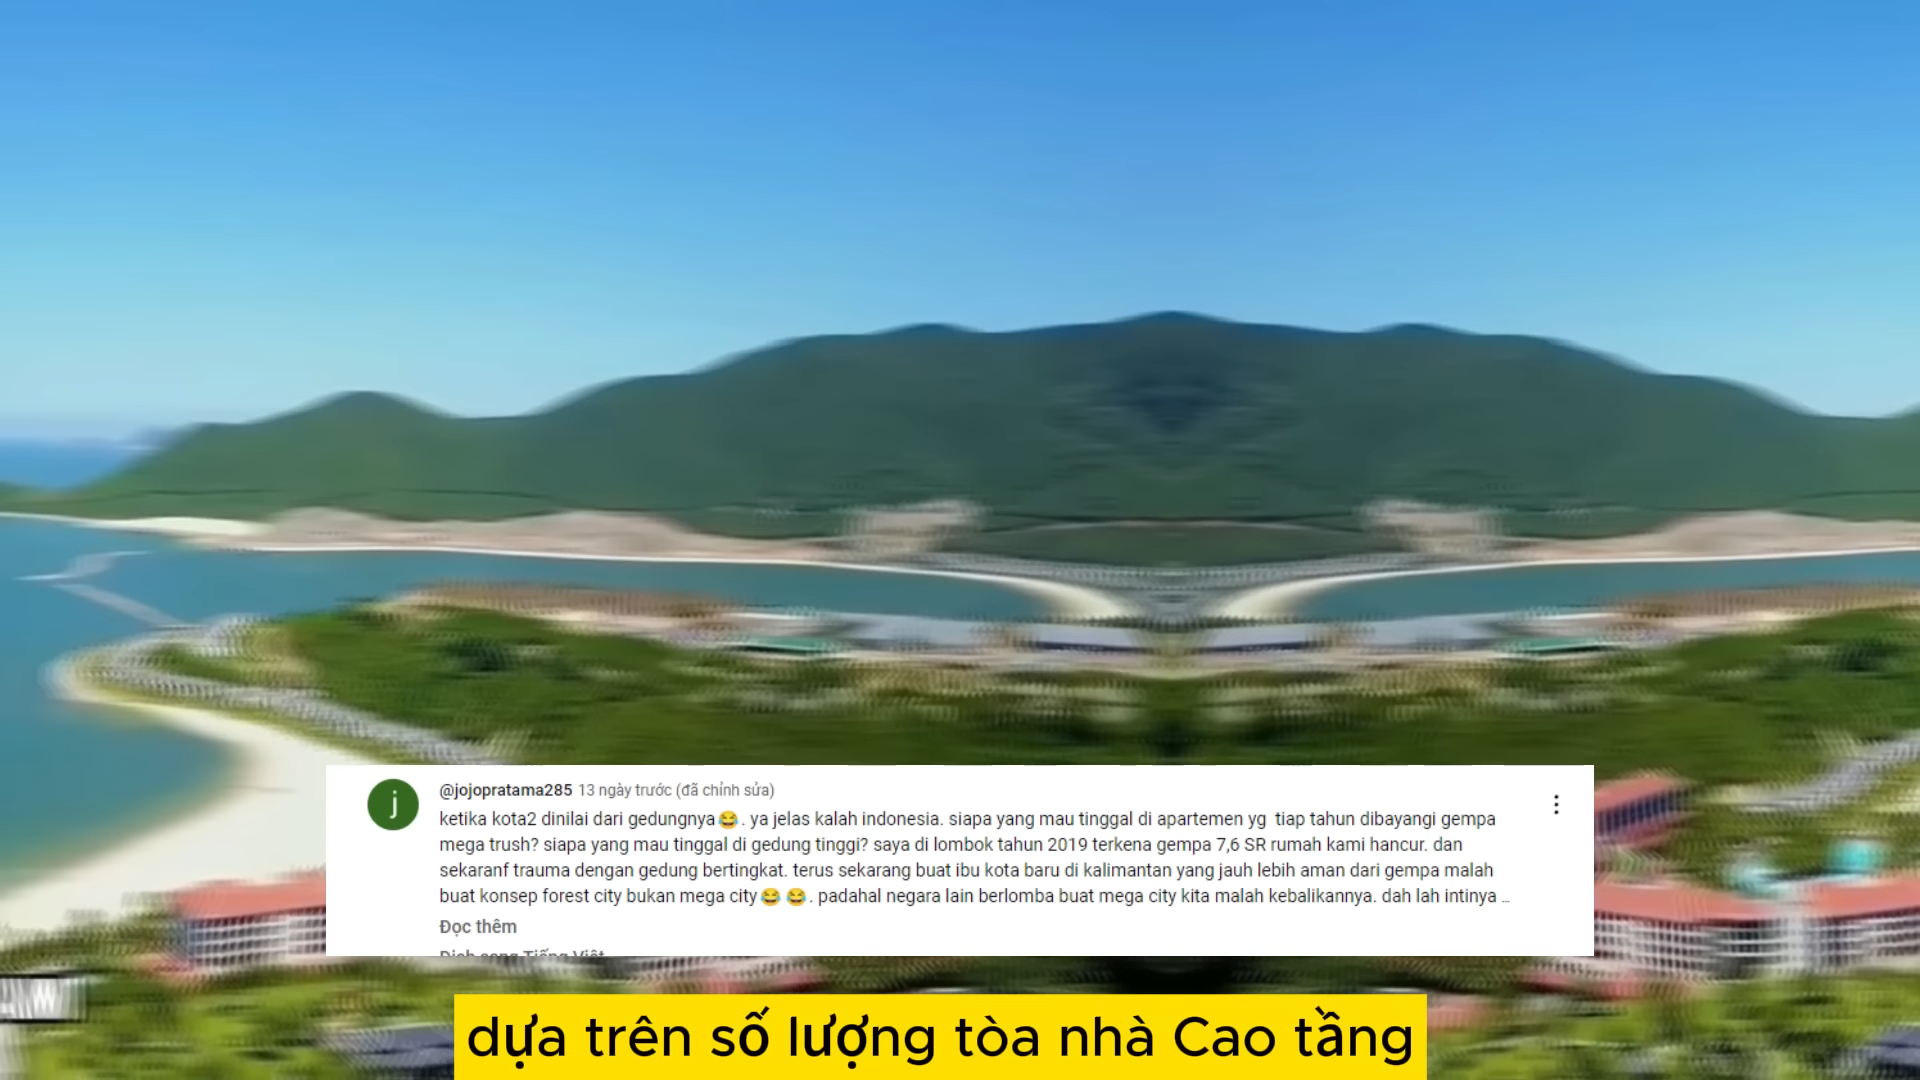 j
@jojopratama285 13 ngày trước (đã chỉnh sửa)
ketika kota2 dinilai dari gedungnya😂. ya jelas kalah indonesia. siapa yang mau tinggal di apartemen yg tiap tahun dibayangi gempa
mega trush? siapa yang mau tinggal di gedung tinggi? saya di lombok tahun 2019 terkena gempa 7,6 SR rumah kami hancur. dan
sekaranf trauma dengan gedung bertingkat. terus sekarang buat ibu kota baru di kalimantan yang jauh lebih aman dari gempa malah
buat konsep forest city bukan mega city😂 😂. padahal negara lain berlomba buat mega city kita malah kebalikannya. dah lah intinya ...
Đọc thêm
Dịch sang Tiếng Việt
dựa trên số lượng tòa nhà Cao tầng